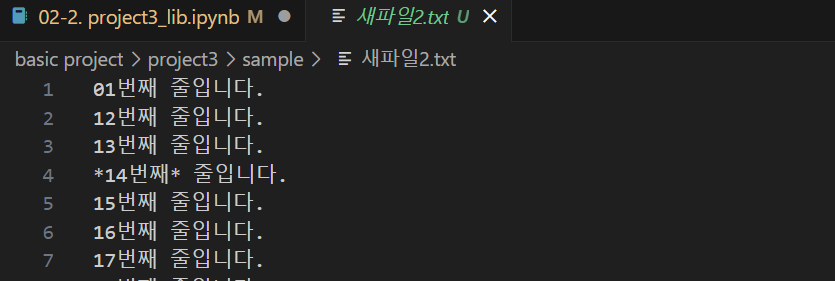 02-2. project3_lib.ipynb M 새파일2.txt U
basic project > project3 > sample > 새파일2.txt
1 01번째 줄입니다.
2 12번째 줄입니다.
3 13번째 줄입니다.
4 *14번째* 줄입니다.
5 15번째 줄입니다.
6 16번째 줄입니다.
7 17번째 줄입니다.